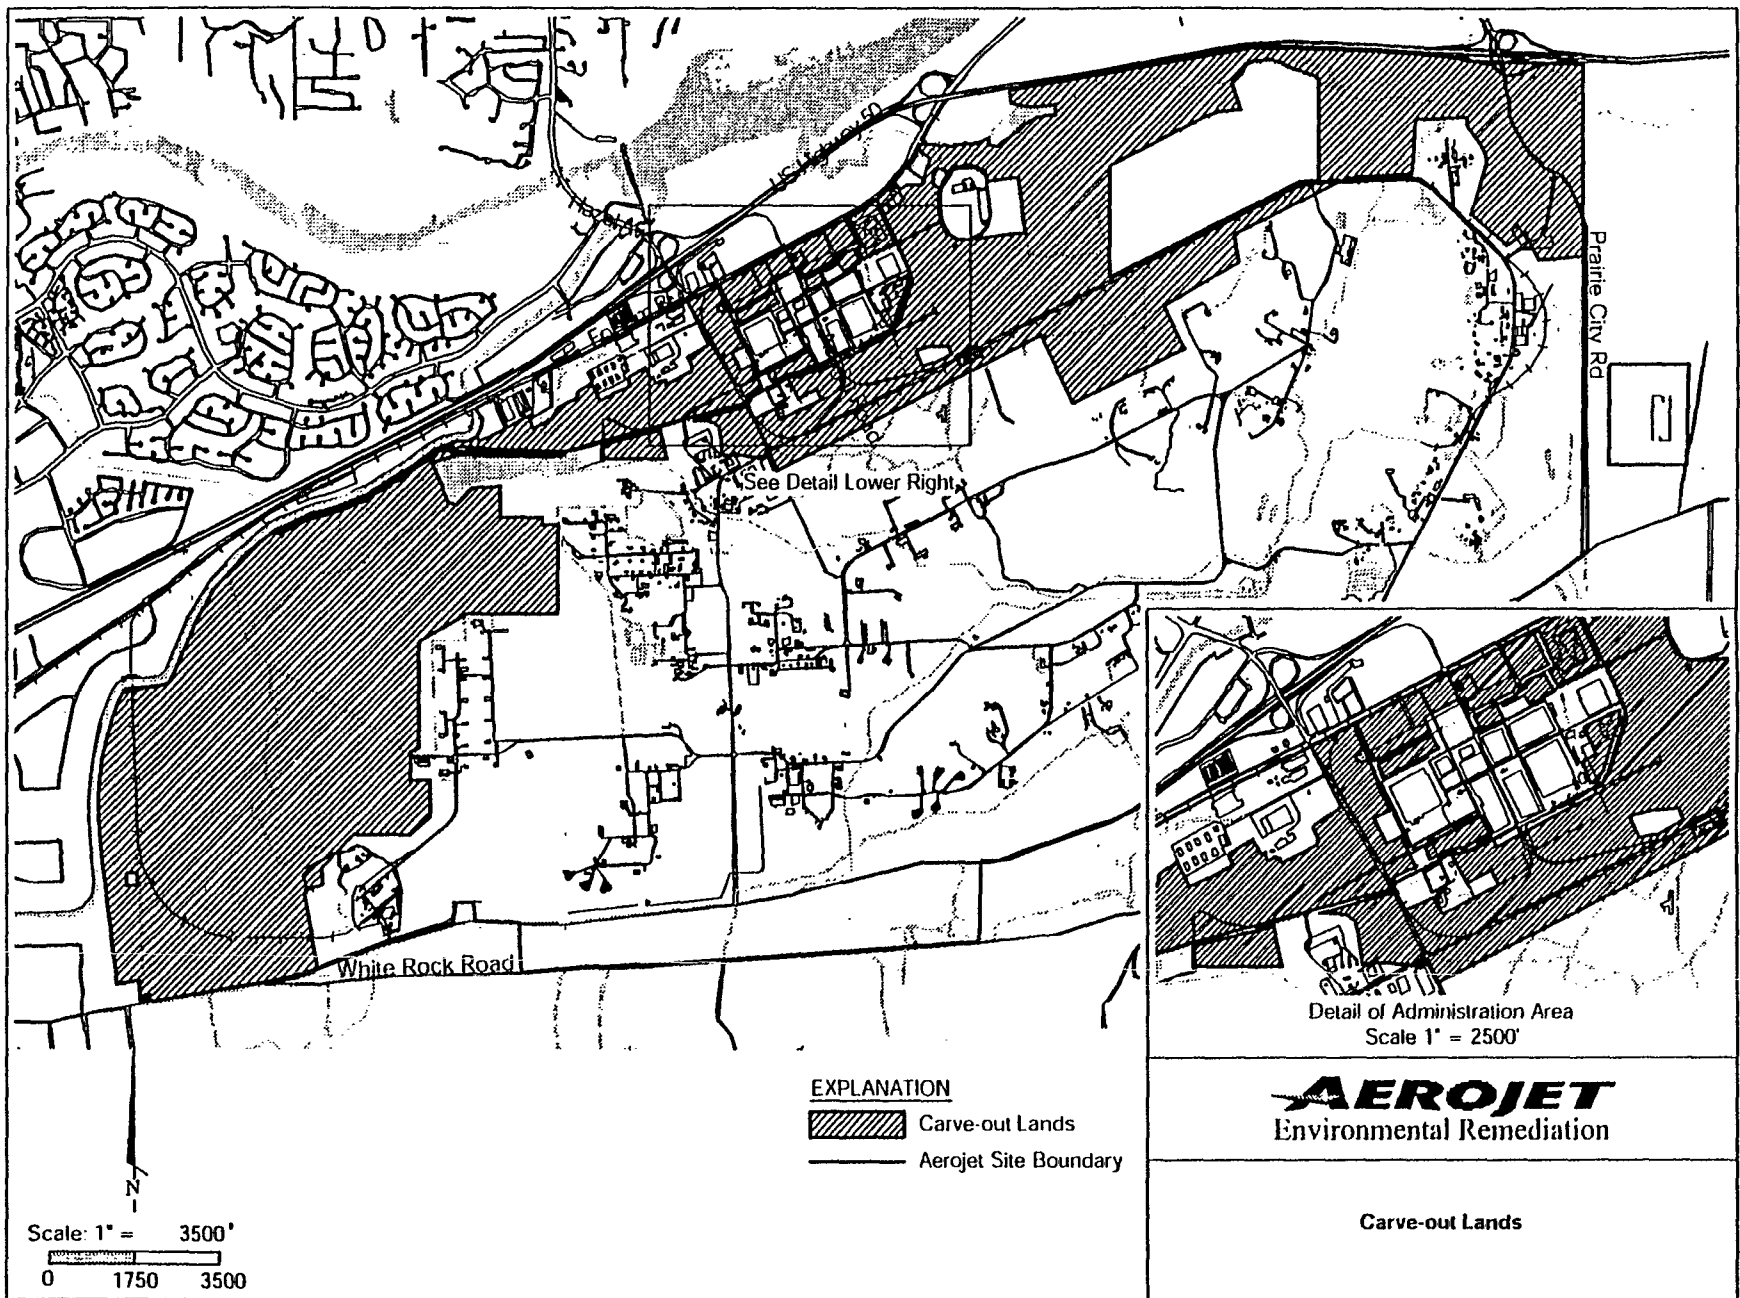 US Highway 50
Prairie City Rd
See Detail Lower Right
White Rock Road
Detail of Administration Area
Scale 1" = 2500'
EXPLANATION
Carve-out Lands
Aerojet Site Boundary
AEROJET
Environmental Remediation
Carve-out Lands
N
Scale: 1" = 3500'
0 1750 3500